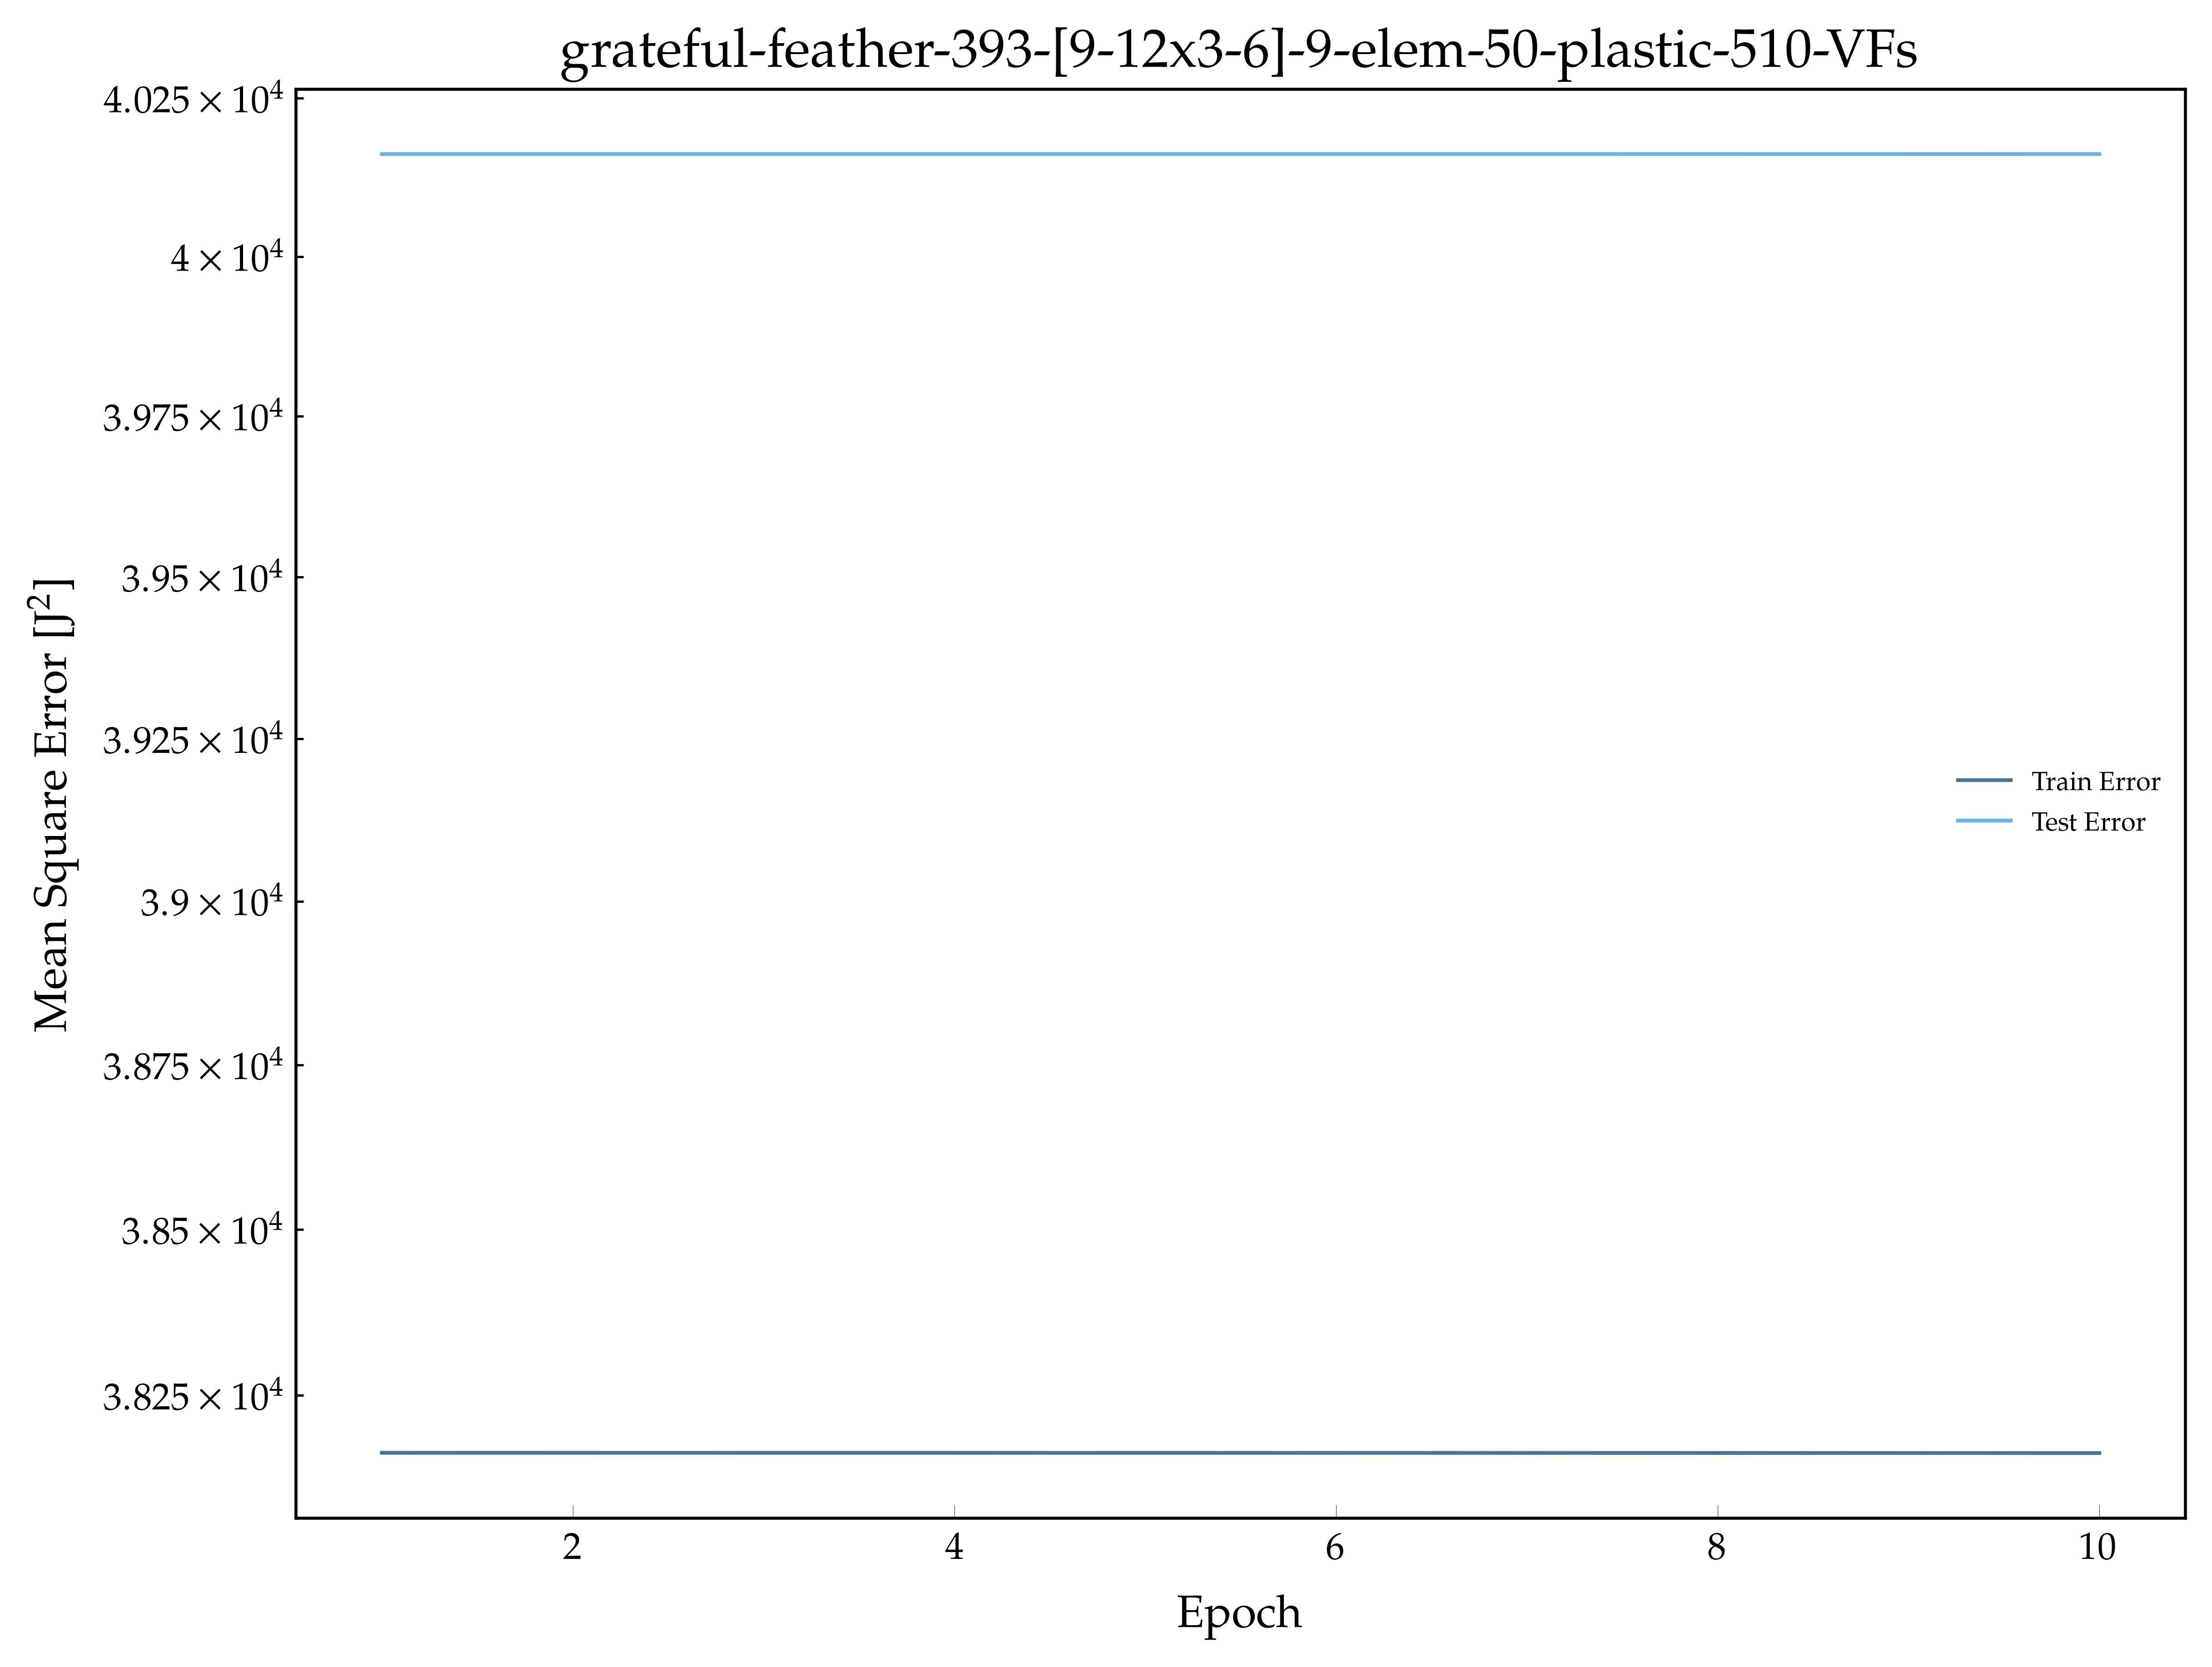 grateful-feather-393-[9-12x3-6]-9-elem-50-plastic-510-VFs
4.025 × 10⁴
4 × 10⁴
3.975 × 10⁴
3.95 × 10⁴
3.925 × 10⁴
3.9 × 10⁴
3.875 × 10⁴
3.85 × 10⁴
3.825 × 10⁴
Mean Square Error [J²]
Train Error
Test Error
2 4 6 8 10
Epoch